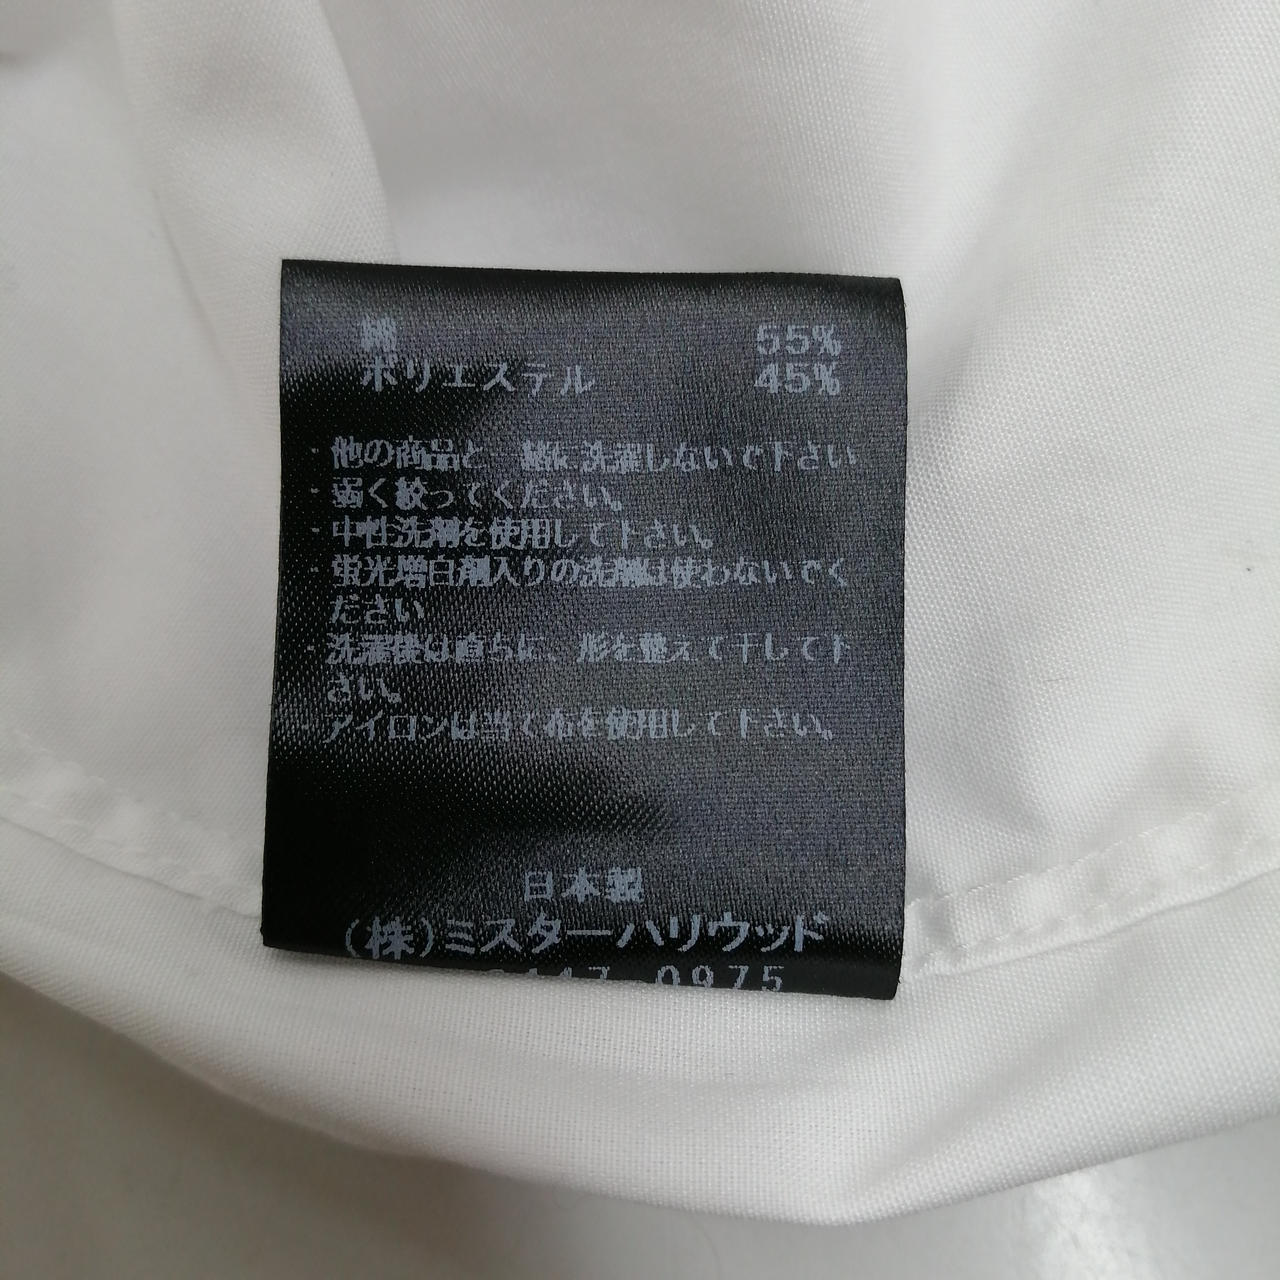 綿 55%
ポリエステル 45%
・他の商品と一緒に洗濯しないで下さい
・弱く絞ってください。
・中性洗剤を使用して下さい。
・蛍光増白剤入りの洗剤は使わないでく
ださい
・洗濯後は直ちに、形を整えて干して下
さい。
・アイロンは当て布を使用して下さい。
日本製
(株)ミスターハリウッド
0975